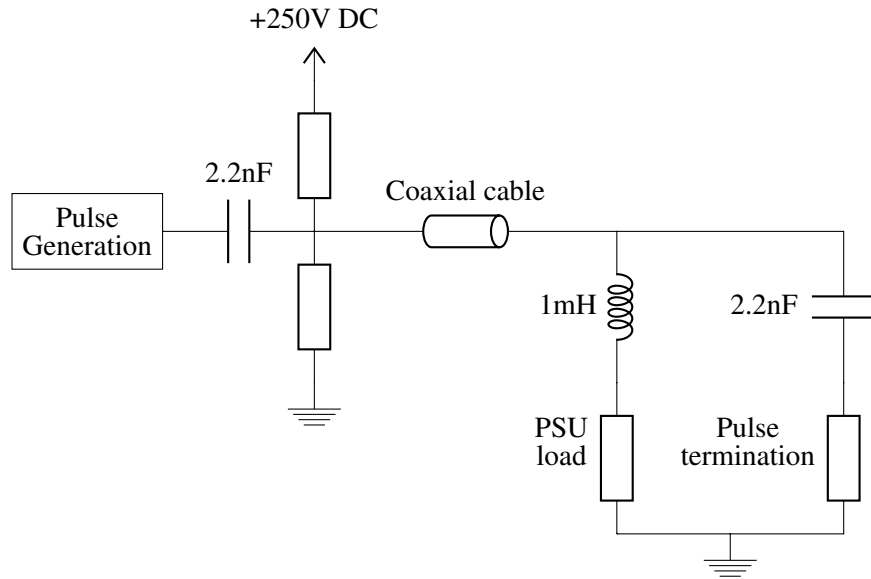 +250V DC
2.2nF
Pulse
Generation
Coaxial cable
1mH
2.2nF
PSU
load
Pulse
termination